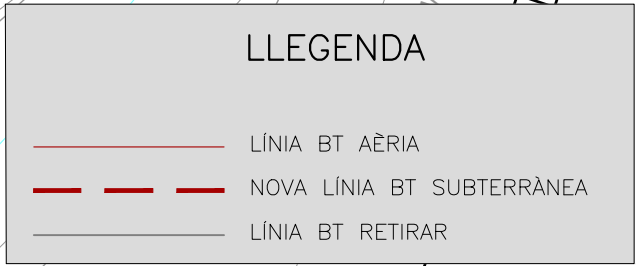 LLEGENDA
LÍNIA BT AÈRIA
NOVA LÍNIA BT SUBTERRÀNEA
LÍNIA BT RETIRAR